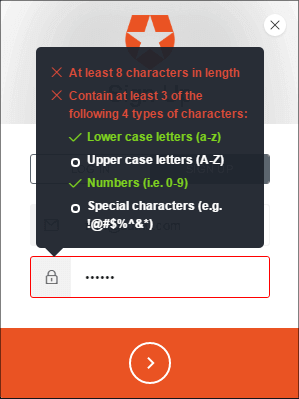 At least 8 characters in length
Contain at least 3 of the
following 4 types of characters:
Lower case letters (a-z)
Upper case letters (A-Z)
Numbers (i.e. 0-9)
Special characters (e.g.
!@#$%^&*)
.com
••••••